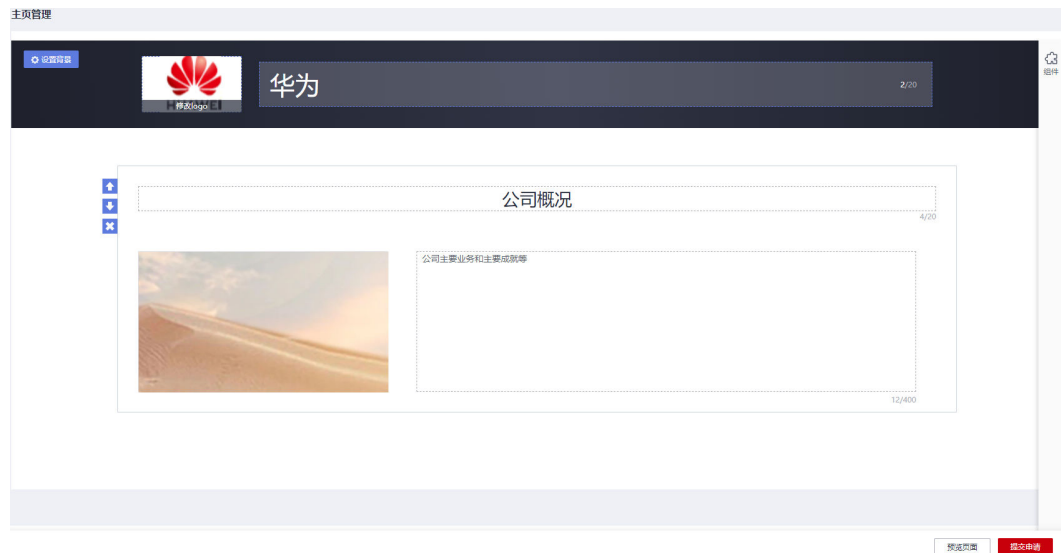 主页管理
设置背景
华为
2/20
组件
修改logo
公司概况
4/20
公司主要业务和主要成就等
12/400
预览页面
提交申请